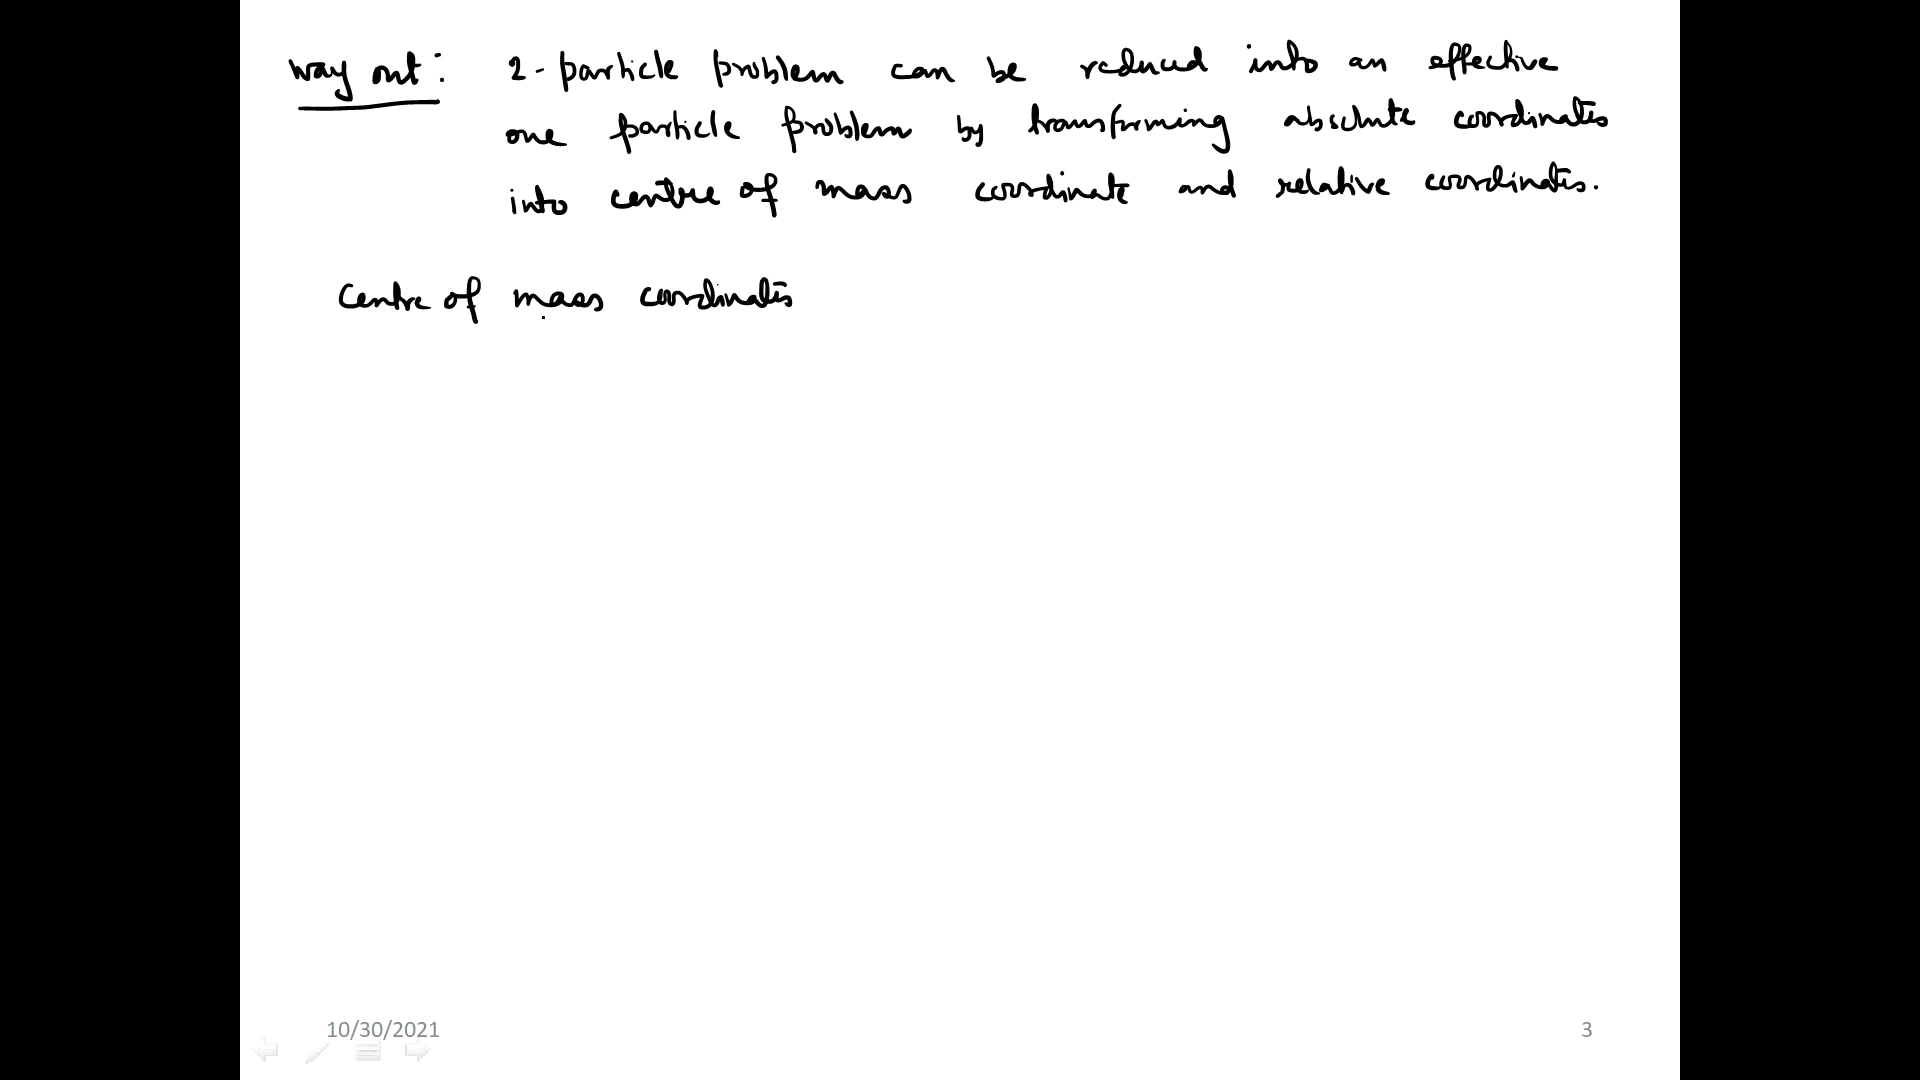 way out: 2-particle problem can be reduced into an effective
one particle problem by transforming absolute coordinates
into centre of mass coordinate and relative coordinates.
Centre of mass coordinates
10/30/2021
3